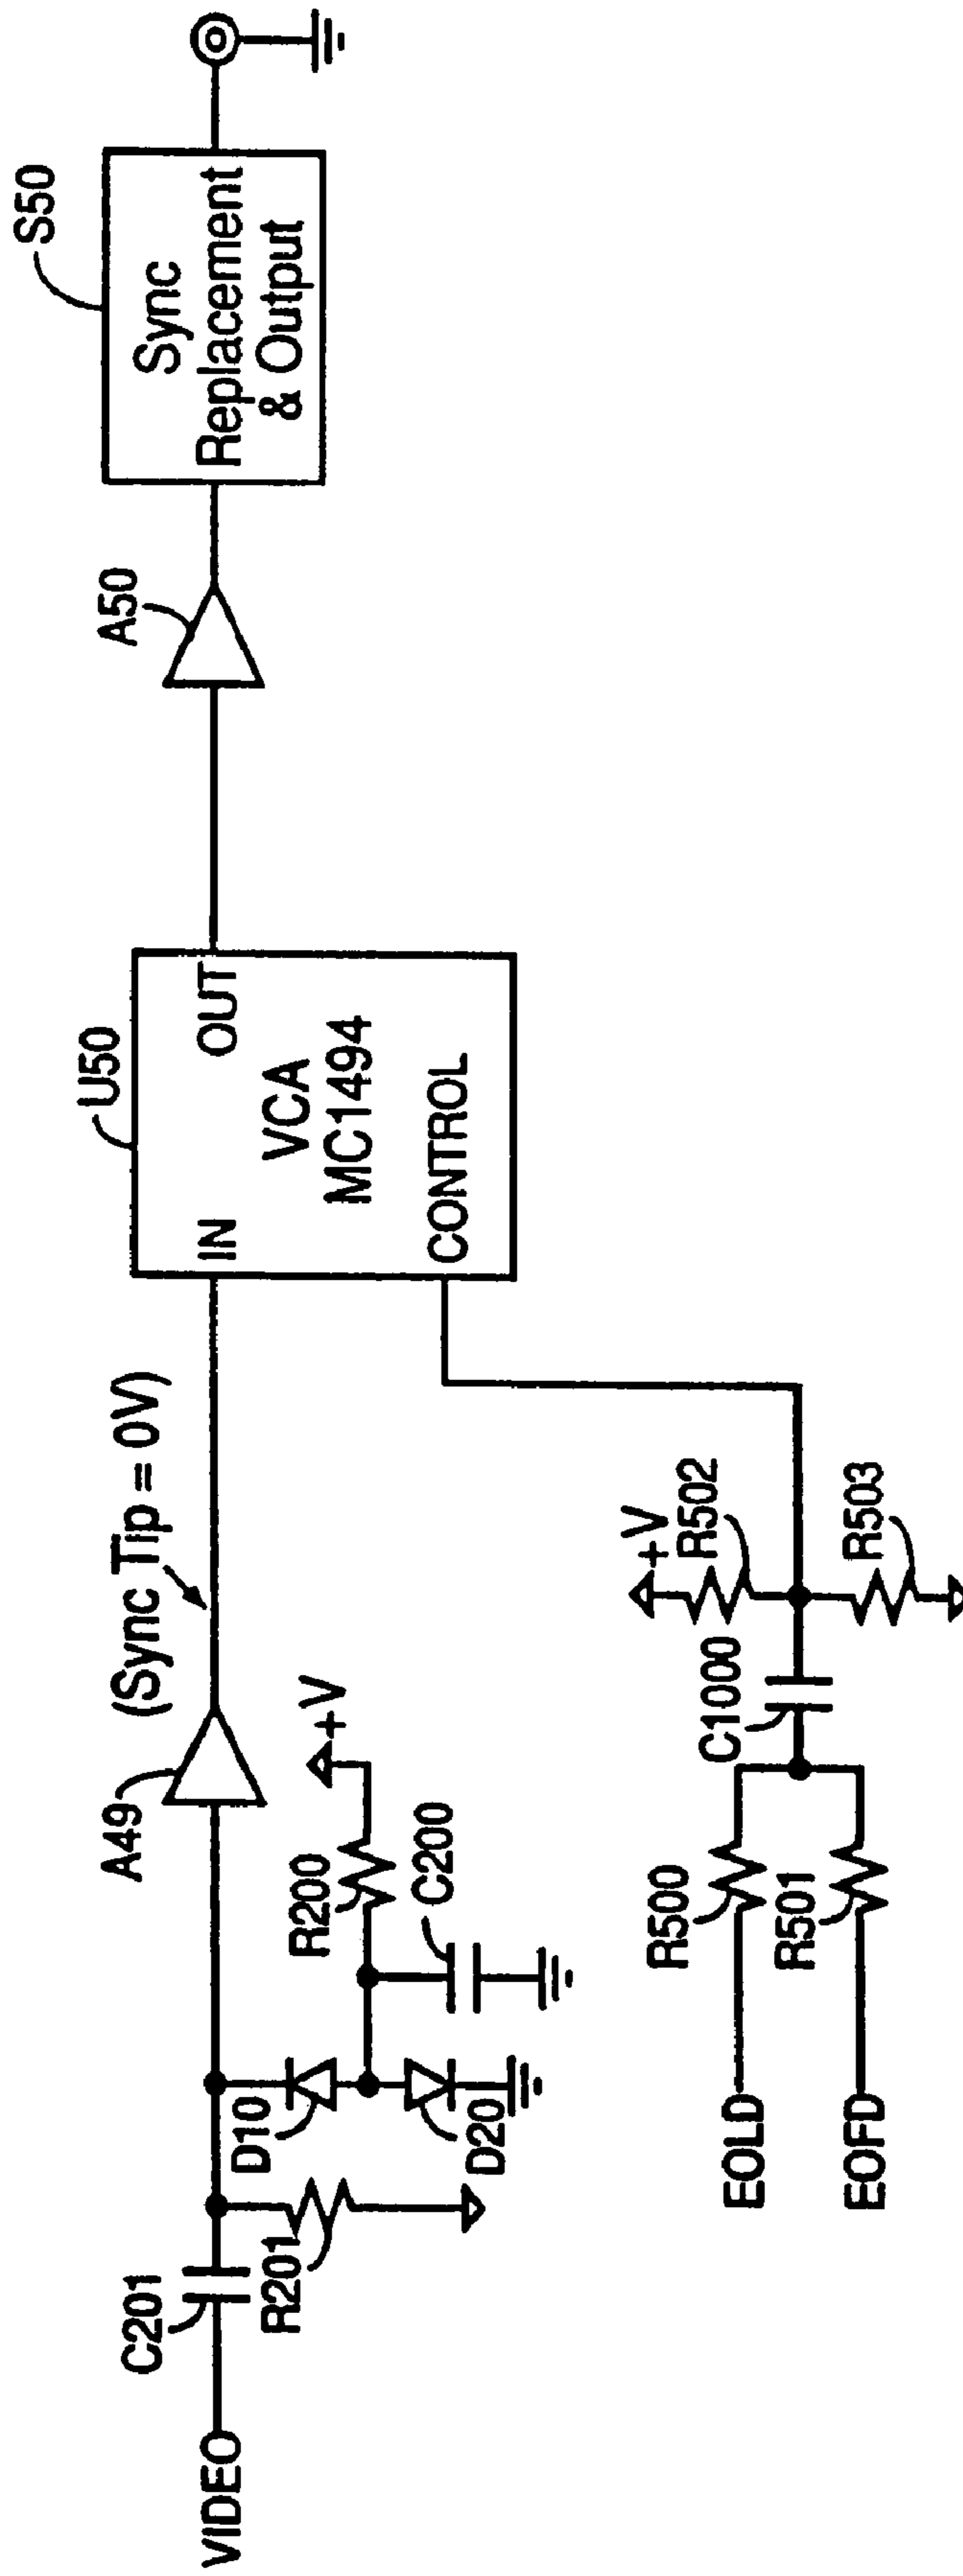 VIDEO
C201
R201
D10
D20
R200
+V
C200
A49
(Sync Tip = 0V)
U50
IN
OUT
VCA
MC1494
CONTROL
A50
S50
Sync
Replacement
& Output
EOLD
EOFD
R500
R501
C1000
+V
R502
R503